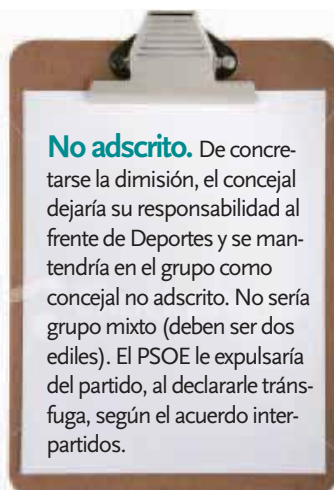 No adscrito. De concre-
tarse la dimisión, el concejal
dejaría su responsabilidad al
frente de Deportes y se man-
tendría en el grupo como
concejal no adscrito. No sería
grupo mixto (deben ser dos
ediles). El PSOE le expulsaría
del partido, al declararle tráns-
fuga, según el acuerdo inter-
partidos.